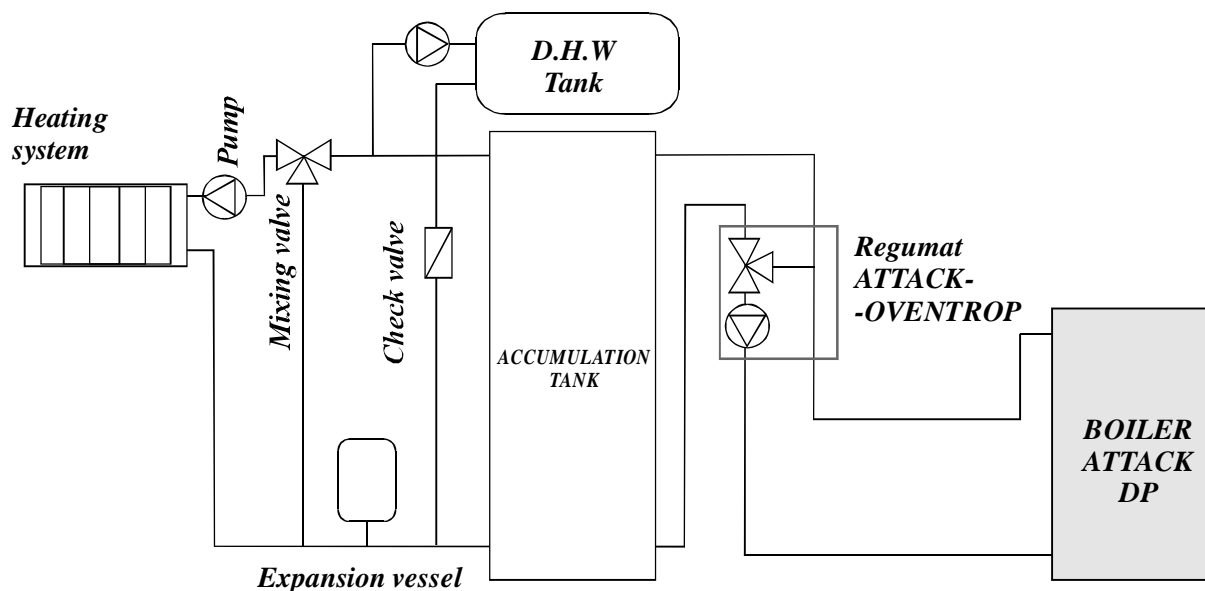 D.H.W
Tank
Heating
system
Pump
Mixing valve
Check valve
Regumat
ATTACK-
-OVENTROP
ACCUMULATION
TANK
BOILER
ATTACK
DP
Expansion vessel